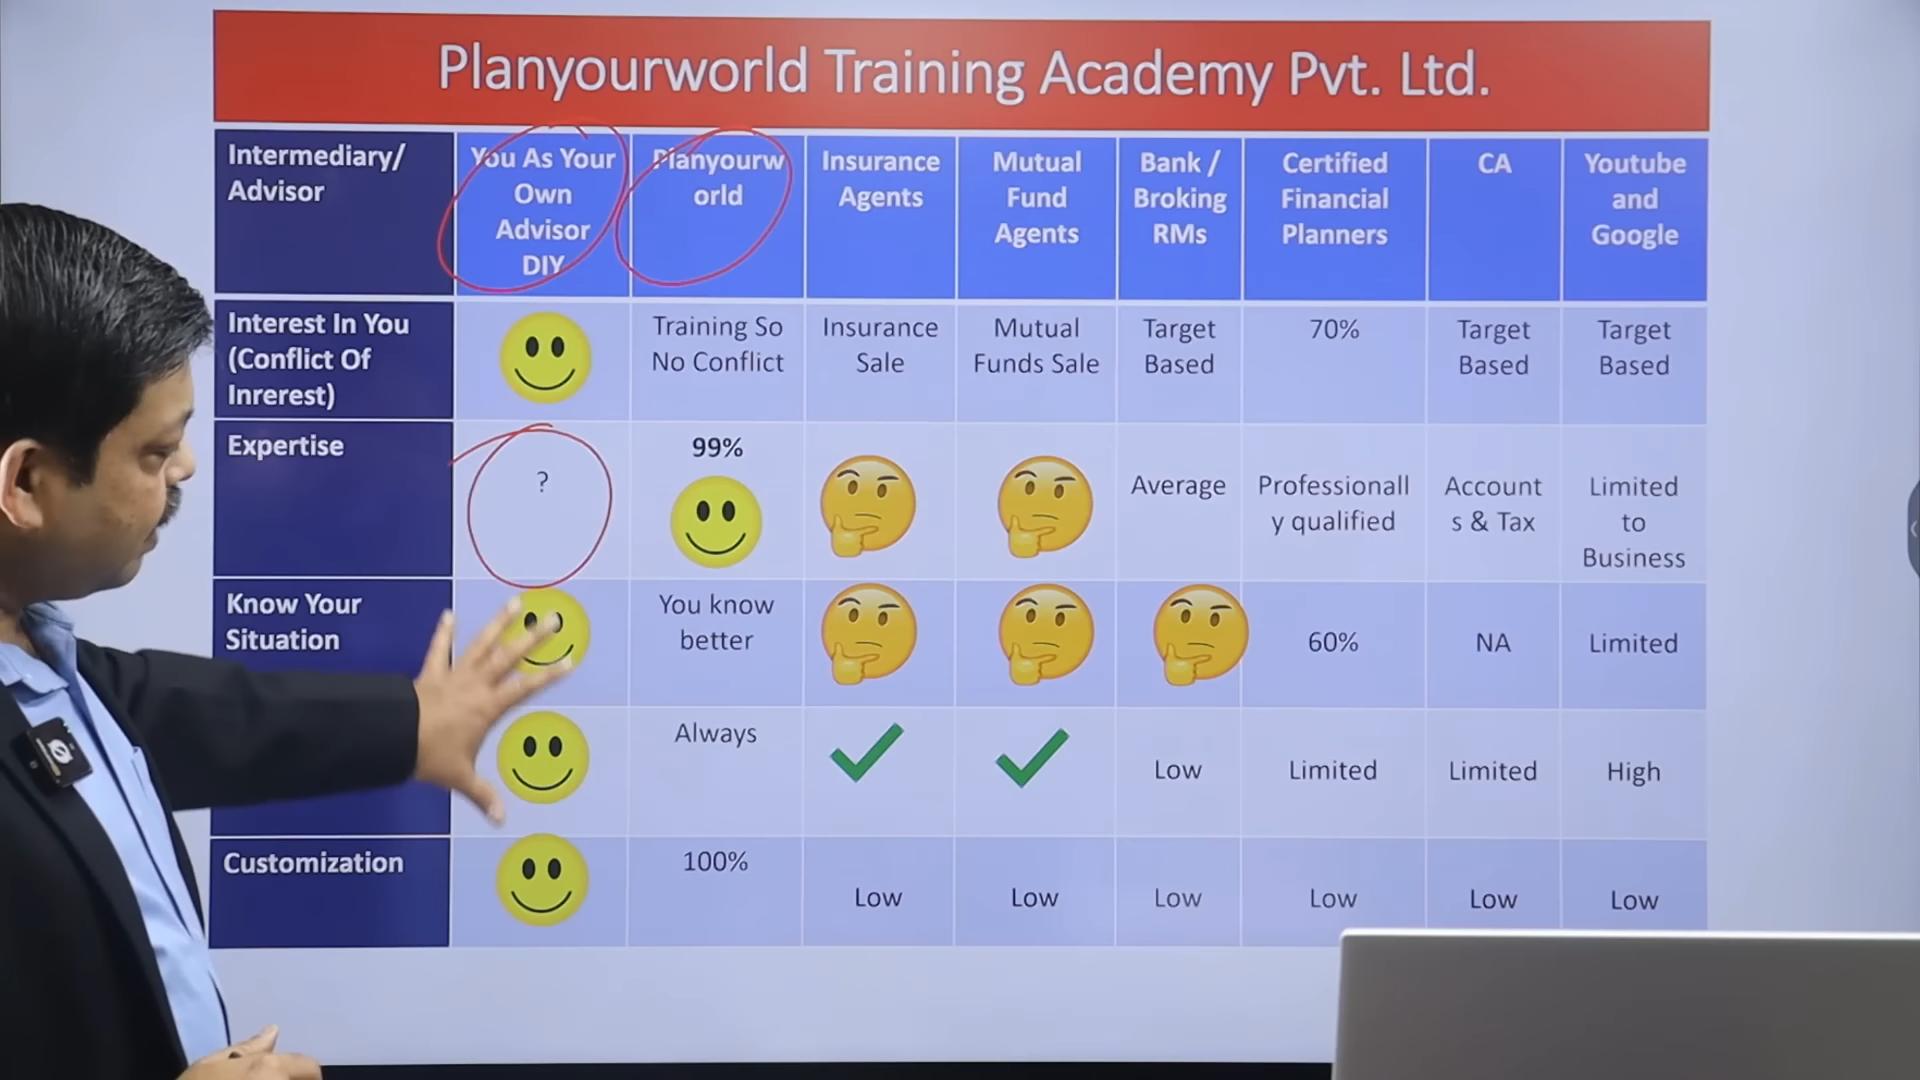 Planyourworld Training Academy Pvt. Ltd.
Intermediary/
Advisor
You As Your
Own
Advisor
DIY
Planyourw
orld
Insurance
Agents
Mutual
Fund
Agents
Bank /
Broking
RMs
Certified
Financial
Planners
CA
Youtube
and
Google
Interest In You
(Conflict Of
Inrerest)
Training So
No Conflict
Insurance
Sale
Mutual
Funds Sale
Target
Based
70%
Target
Based
Target
Based
Expertise
?
99%
Average
Professionall
y qualified
Account
s & Tax
Limited
to
Business
Know Your
Situation
You know
better
60%
NA
Limited
Always
Low
Limited
Limited
High
Customization
100%
Low
Low
Low
Low
Low
Low